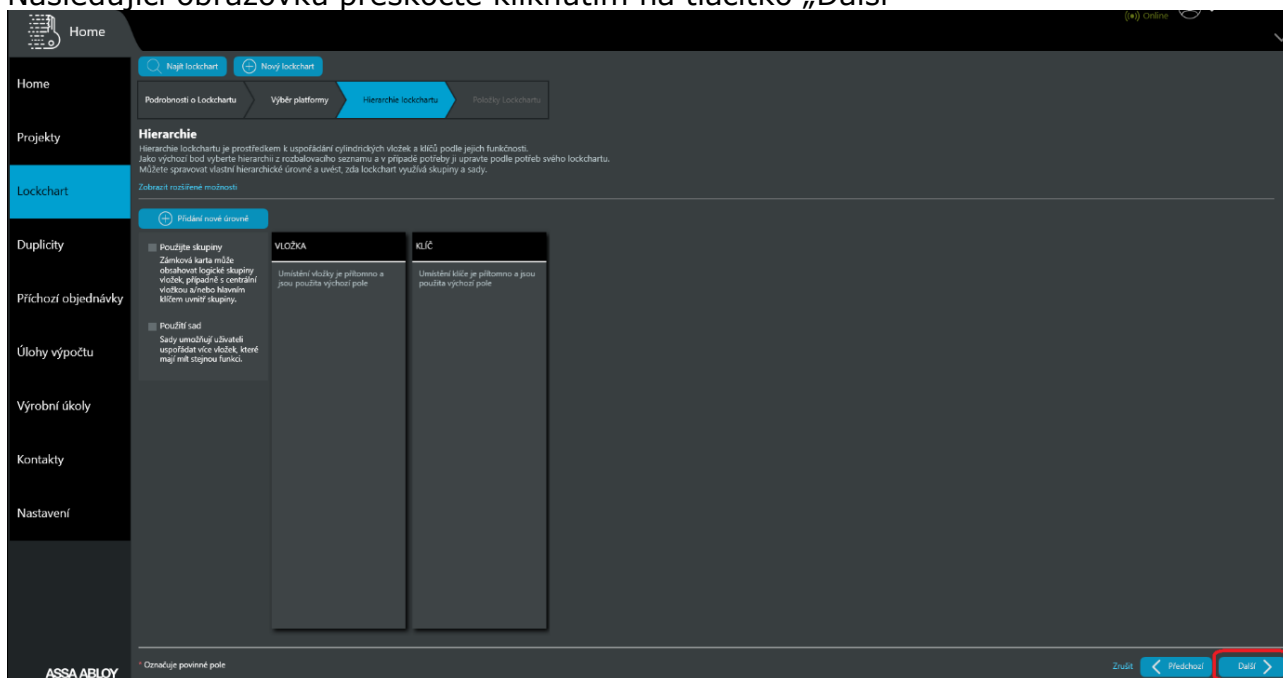 Následující obrazovku přeskočte kliknutím na tlačítko „Další"
Home
((•)) Online
Najít lockchart
Nový lockchart
Home
Podrobnosti o Lockchartu
Výběr platformy
Hierarchie lockchartu
Položky Lockchartu
Projekty
Hierarchie
Hierarchie lockchartu je prostředkem k uspořádání cylindrických vložek a klíčů podle jejich funkčnosti.
Jako výchozí bod vyberte hierarchii z rozbalovacího seznamu a v případě potřeby ji upravte podle potřeb svého lockchartu.
Můžete spravovat vlastní hierarchické úrovně a uvést, zda lockchart využívá skupiny a sady.
Lockchart
Zobrazit rozšířené možnosti
Přidání nové úrovně
Duplicity
Použijte skupiny
Zámková karta může
obsahovat logické skupiny
vložek, případně s centrální
vložkou a/nebo hlavním
klíčem uvnitř skupiny.
VLOŽKA
Umístění vložky je přítomno a
jsou použita výchozí pole
KLÍČ
Umístění klíče je přítomno a jsou
použita výchozí pole
Příchozí objednávky
Použití sad
Sady umožňují uživateli
uspořádat více vložek, které
mají mít stejnou funkci.
Úlohy výpočtu
Výrobní úkoly
Kontakty
Nastavení
* Označuje povinné pole
Zrušit
Předchozí
Další
ASSA ABLOY